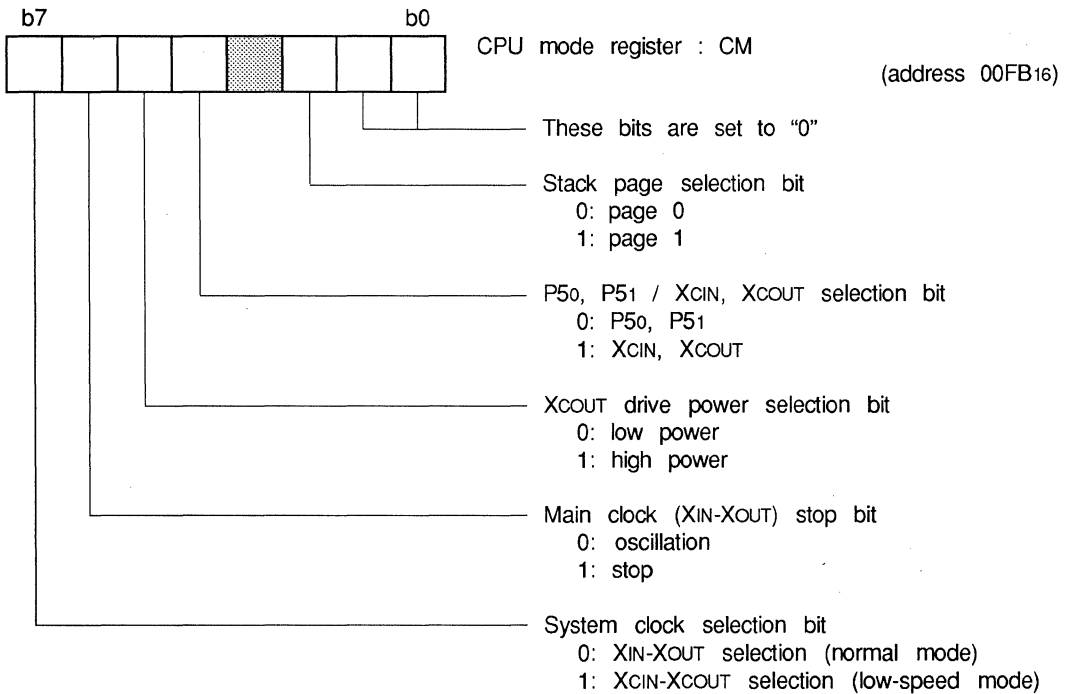 b7 b0
CPU mode register : CM
(address 00FB16)
These bits are set to “0”
Stack page selection bit
0: page 0
1: page 1
P50, P51 / XCIN, XCOUT selection bit
0: P50, P51
1: XCIN, XCOUT
XCOUT drive power selection bit
0: low power
1: high power
Main clock (XIN-XOUT) stop bit
0: oscillation
1: stop
System clock selection bit
0: XIN-XOUT selection (normal mode)
1: XCIN-XCOUT selection (low-speed mode)